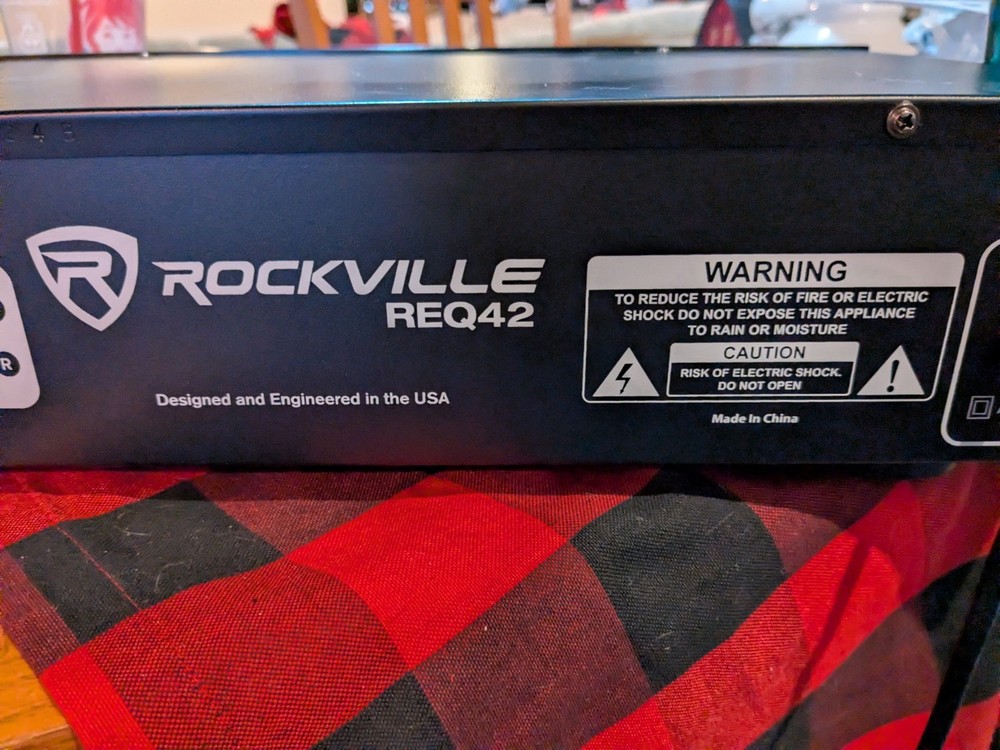 R
ROCKVILLE
REQ42
Designed and Engineered in the USA
WARNING
TO REDUCE THE RISK OF FIRE OR ELECTRIC
SHOCK DO NOT EXPOSE THIS APPLIANCE
TO RAIN OR MOISTURE
CAUTION
RISK OF ELECTRIC SHOCK.
DO NOT OPEN
Made In China
R